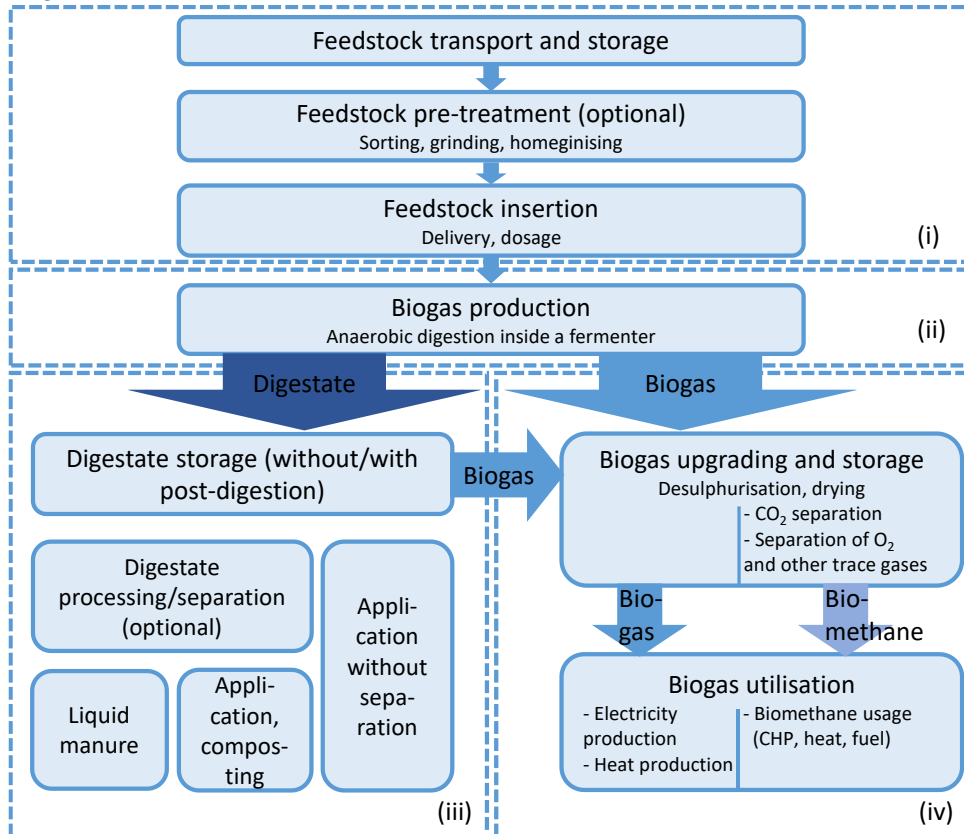 Feedstock transport and storage
Feedstock pre-treatment (optional)
Sorting, grinding, homeginising
Feedstock insertion
Delivery, dosage
(i)
Biogas production
Anaerobic digestion inside a fermenter
(ii)
Digestate
Biogas
Digestate storage (without/with
post-digestion)
Biogas
Biogas upgrading and storage
Desulphurisation, drying
- CO₂ separation
- Separation of O₂
and other trace gases
Digestate
processing/separation
(optional)
Appli-
cation
without
sepa-
ration
Liquid
manure
Appli-
cation,
compos-
ting
(iii)
Bio-
gas
Bio-
methane
Biogas utilisation
- Electricity
production
- Heat production
- Biomethane usage
(CHP, heat, fuel)
(iv)